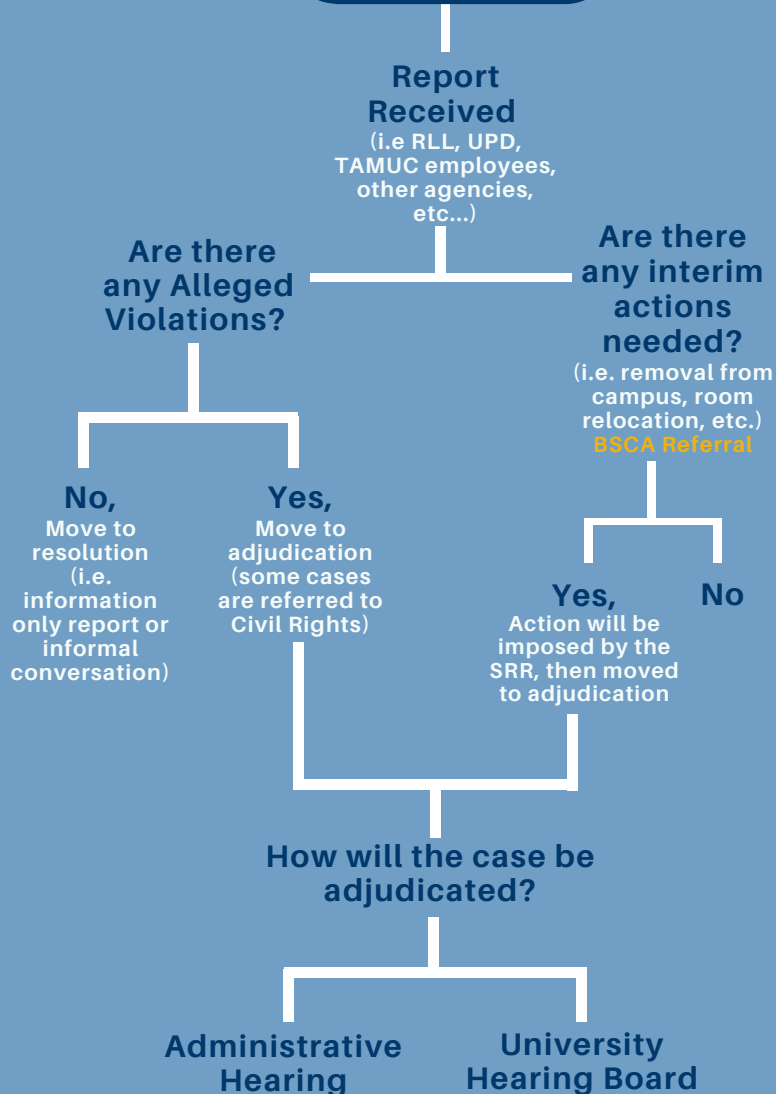 Report
Received
(i.e RLL, UPD,
TAMUC employees,
other agencies,
etc...)
Are there
any Alleged
Violations?
Are there
any interim
actions
needed?
(i.e. removal from
campus, room
relocation, etc.)
BSCA Referral
No,
Move to
resolution
(i.e.
information
only report or
informal
conversation)
Yes,
Move to
adjudication
(some cases
are referred to
Civil Rights)
Yes,
Action will be
imposed by the
SRR, then moved
to adjudication
No
How will the case be
adjudicated?
Administrative
Hearing
University
Hearing Board